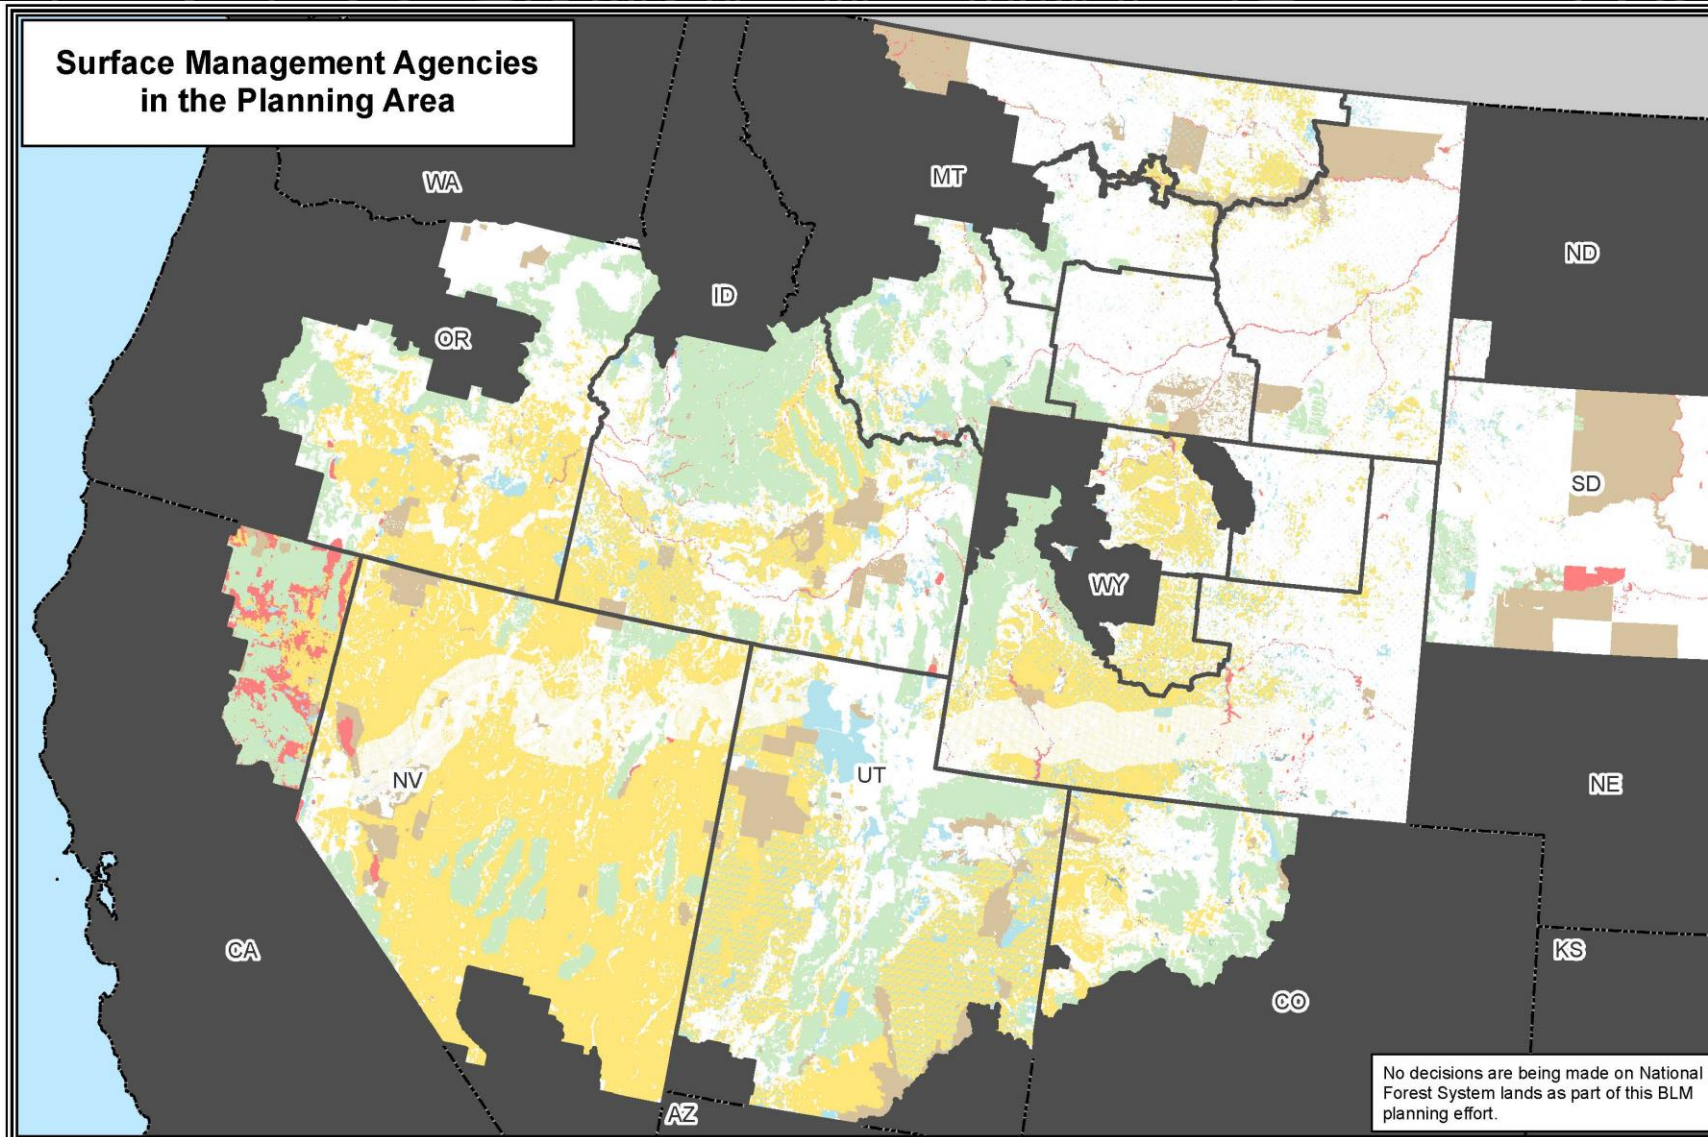 Surface Management Agencies
in the Planning Area
WA
MT
ND
ID
OR
SD
WY
NV
UT
NE
CA
CO
KS
AZ
No decisions are being made on National
Forest System lands as part of this BLM
planning effort.